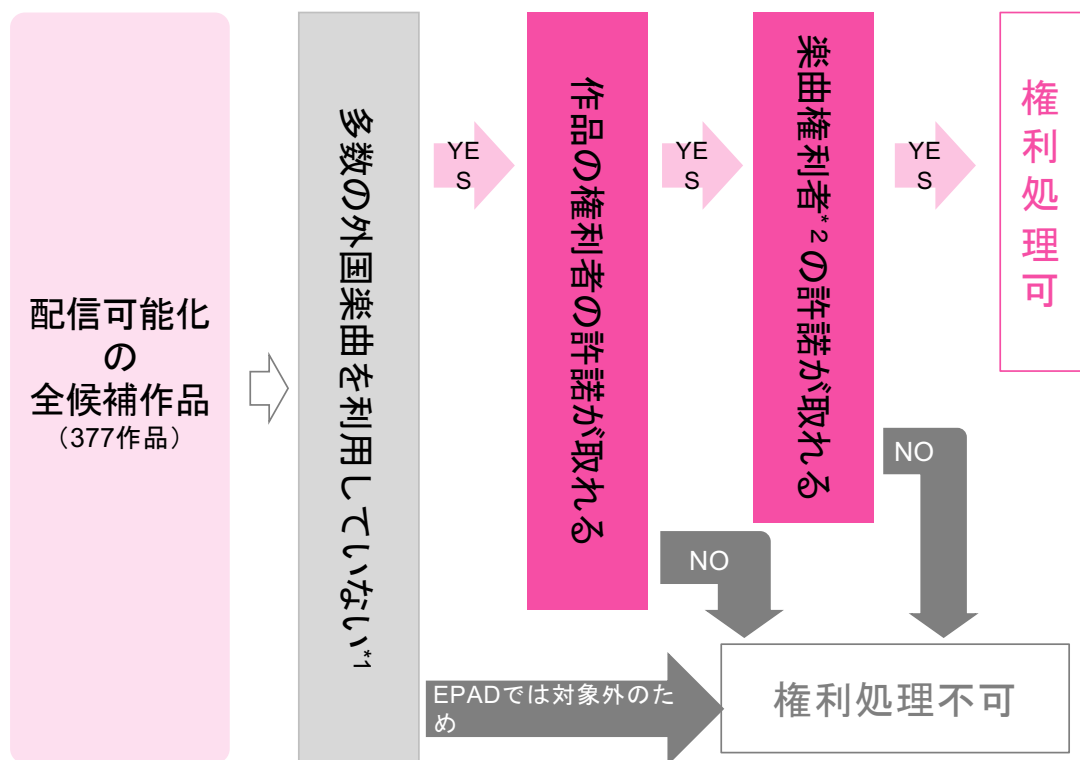 配信可能化
の
全候補作品
（377作品）
多数の外国楽曲を利用していない*1
YE
S
作品の権利者の許諾が取れる
YE
S
楽曲権利者*2の許諾が取れる
YE
S
権利処理可
NO
NO
EPADでは対象外のた
め
権利処理不可